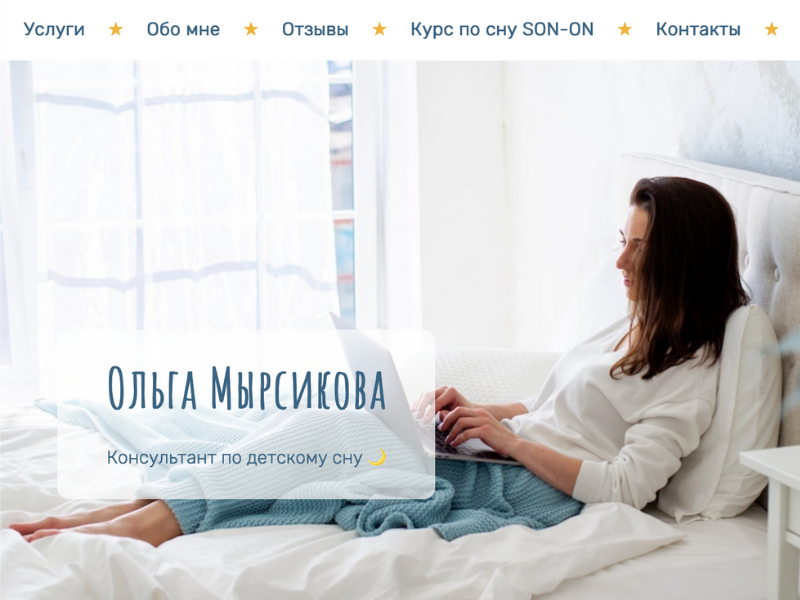 Услуги ★ Обо мне ★ Отзывы ★ Курс по сну SON-ON ★ Контакты ★
Ольга Мырсикова
Консультант по детскому сну 🌙